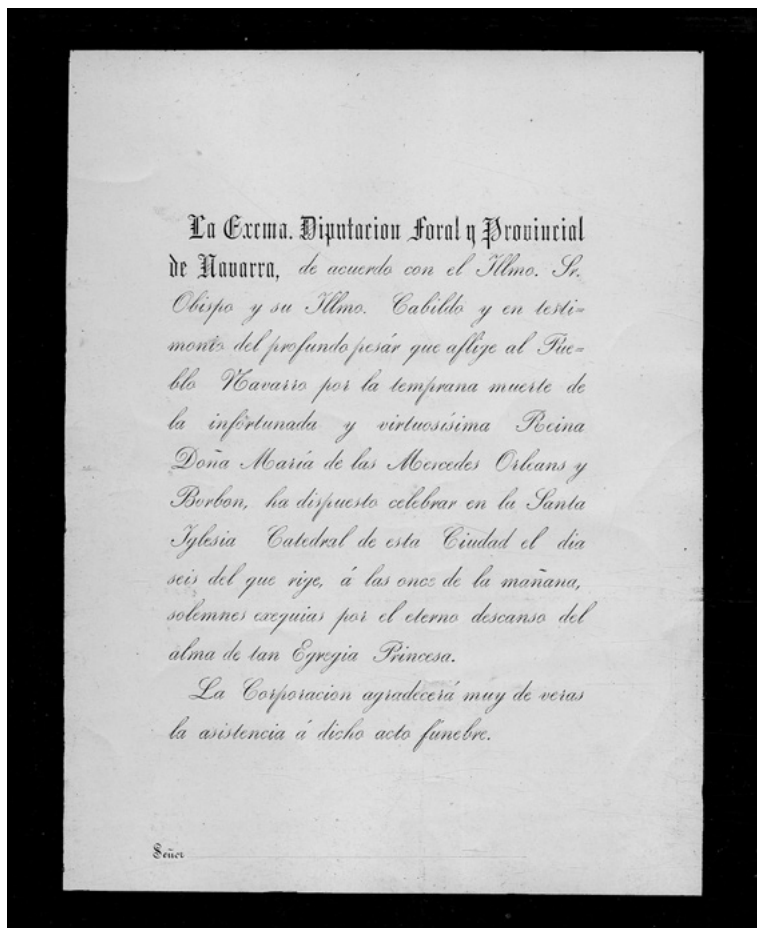 La Excma. Diputacion Foral y Provincial
de Navarra, de acuerdo con el Illmo. Sr.
Obispo y su Illmo. Cabildo y en testi=
monio del profundo pesár que aflige al Pue=
blo Navarro por la temprana muerte de
la infortunada y virtuosísima Reina
Doña María de las Mercedes Orleans y
Borbon, ha dispuesto celebrar en la Santa
Iglesia Catedral de esta Ciudad el dia
seis del que rige, á las once de la mañana,
solemnes exequias por el eterno descanso del
alma de tan Egregia Princesa.
La Corporacion agradecerá muy de veras
la asistencia á dicho acto fúnebre.
Señor